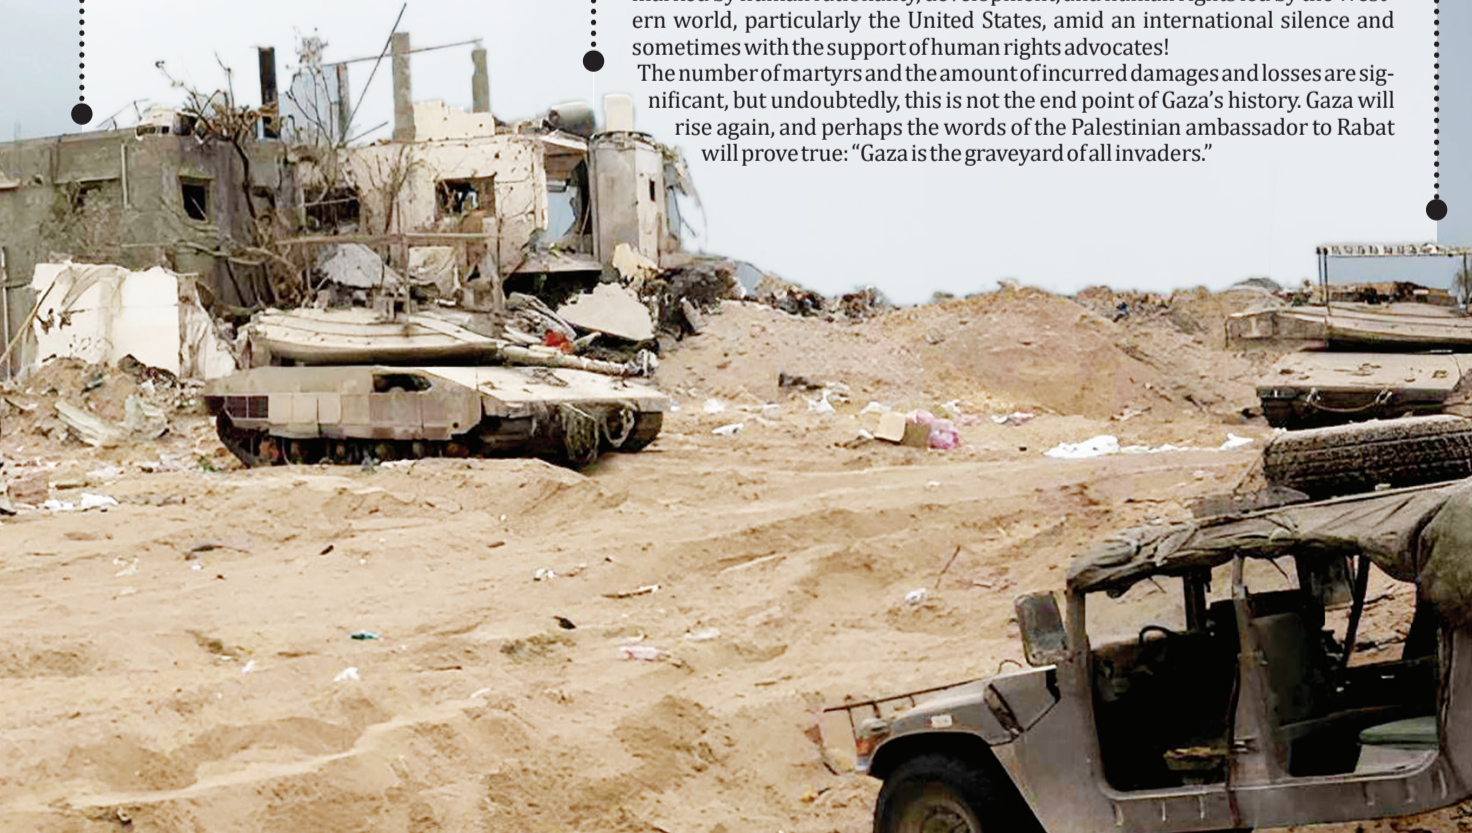 ern world, particularly the United States, amid an international silence and
sometimes with the support of human rights advocates!
The number of martyrs and the amount of incurred damages and losses are sig-
nificant, but undoubtedly, this is not the end point of Gaza’s history. Gaza will
rise again, and perhaps the words of the Palestinian ambassador to Rabat
will prove true: “Gaza is the graveyard of all invaders.”